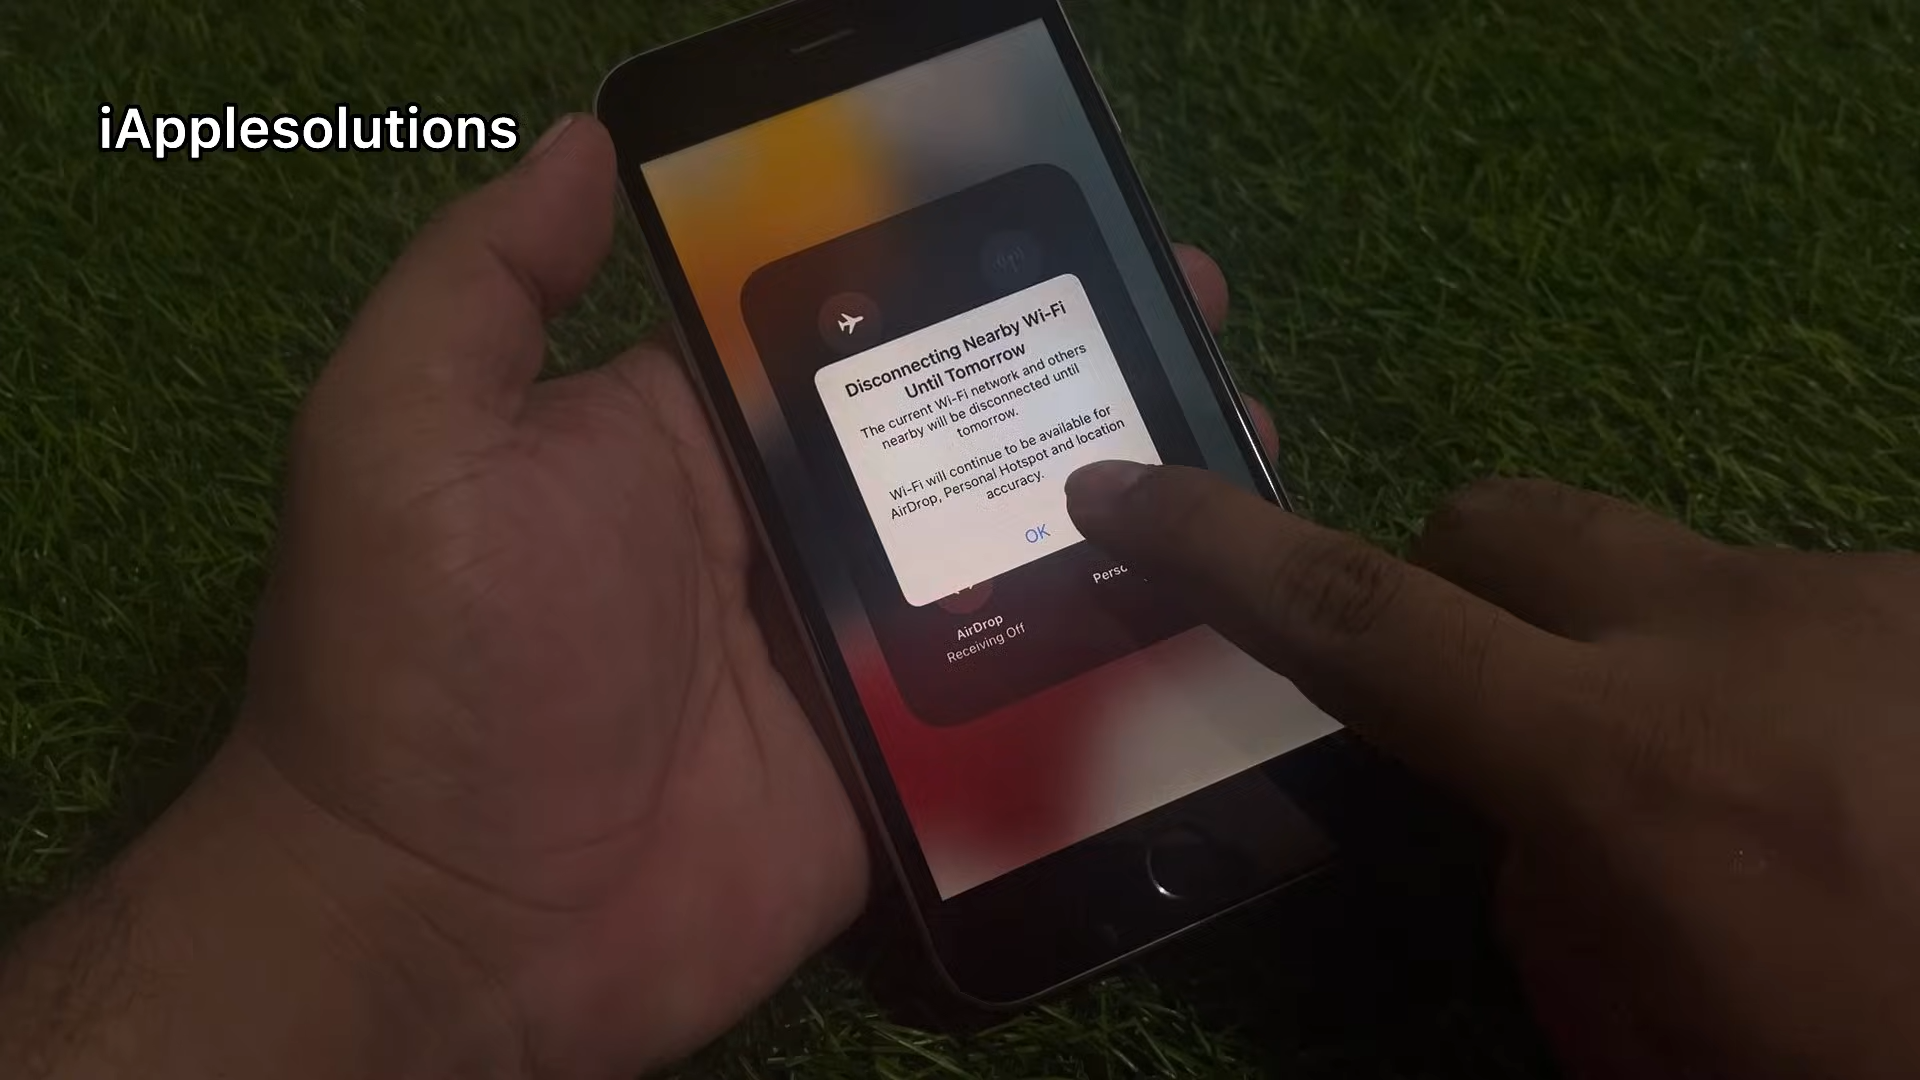 iApplesolutions
Disconnecting Nearby Wi-Fi
Until Tomorrow
The current Wi-Fi network and others
nearby will be disconnected until
tomorrow.
Wi-Fi will continue to be available for
AirDrop, Personal Hotspot and location
accuracy.
OK
AirDrop
Receiving Off